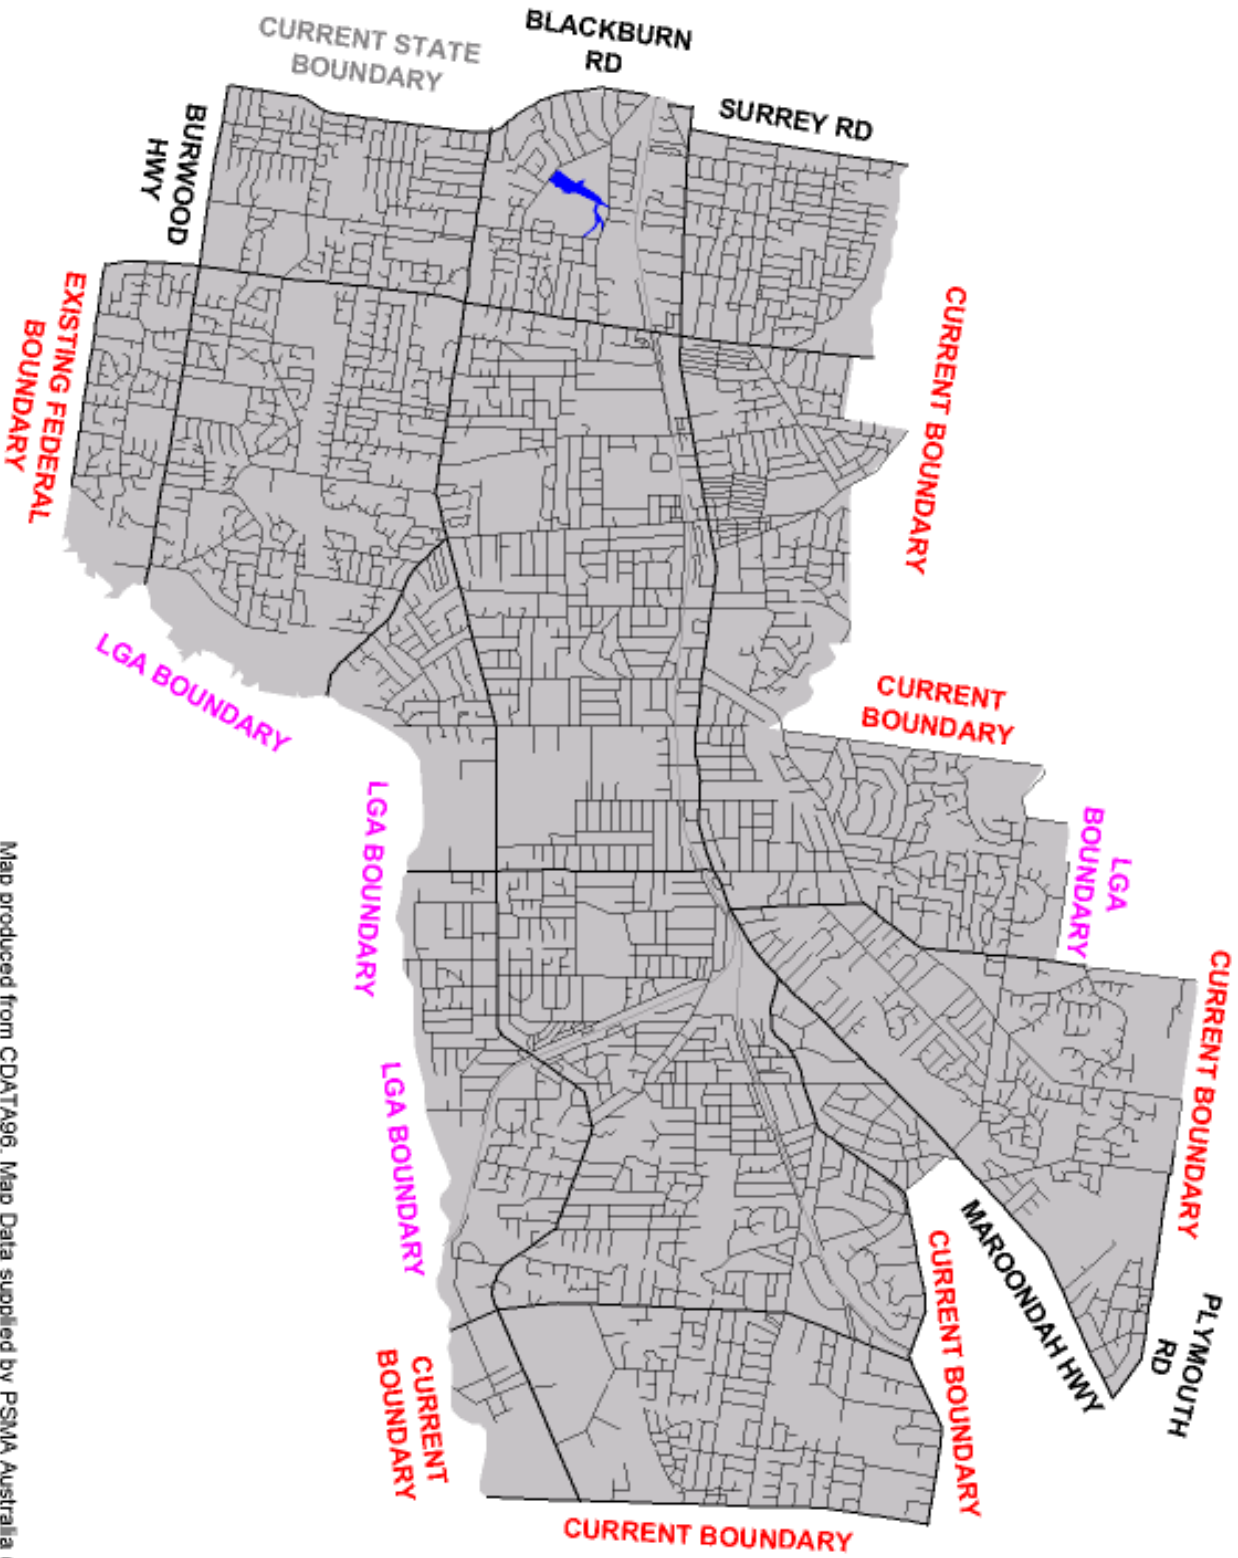 CURRENT STATE
BOUNDARY
BLACKBURN
RD
SURREY RD
BURWOOD
HWY
EXISTING FEDERAL
BOUNDARY
CURRENT BOUNDARY
LGA BOUNDARY
CURRENT
BOUNDARY
LGA BOUNDARY
LGA
BOUNDARY
CURRENT BOUNDARY
LGA BOUNDARY
MAROONDAH HWY
PLYMOUTH
RD
CURRENT BOUNDARY
CURRENT
BOUNDARY
CURRENT BOUNDARY
Map produced from CDATA96. Map Data supplied by PSMA Australia